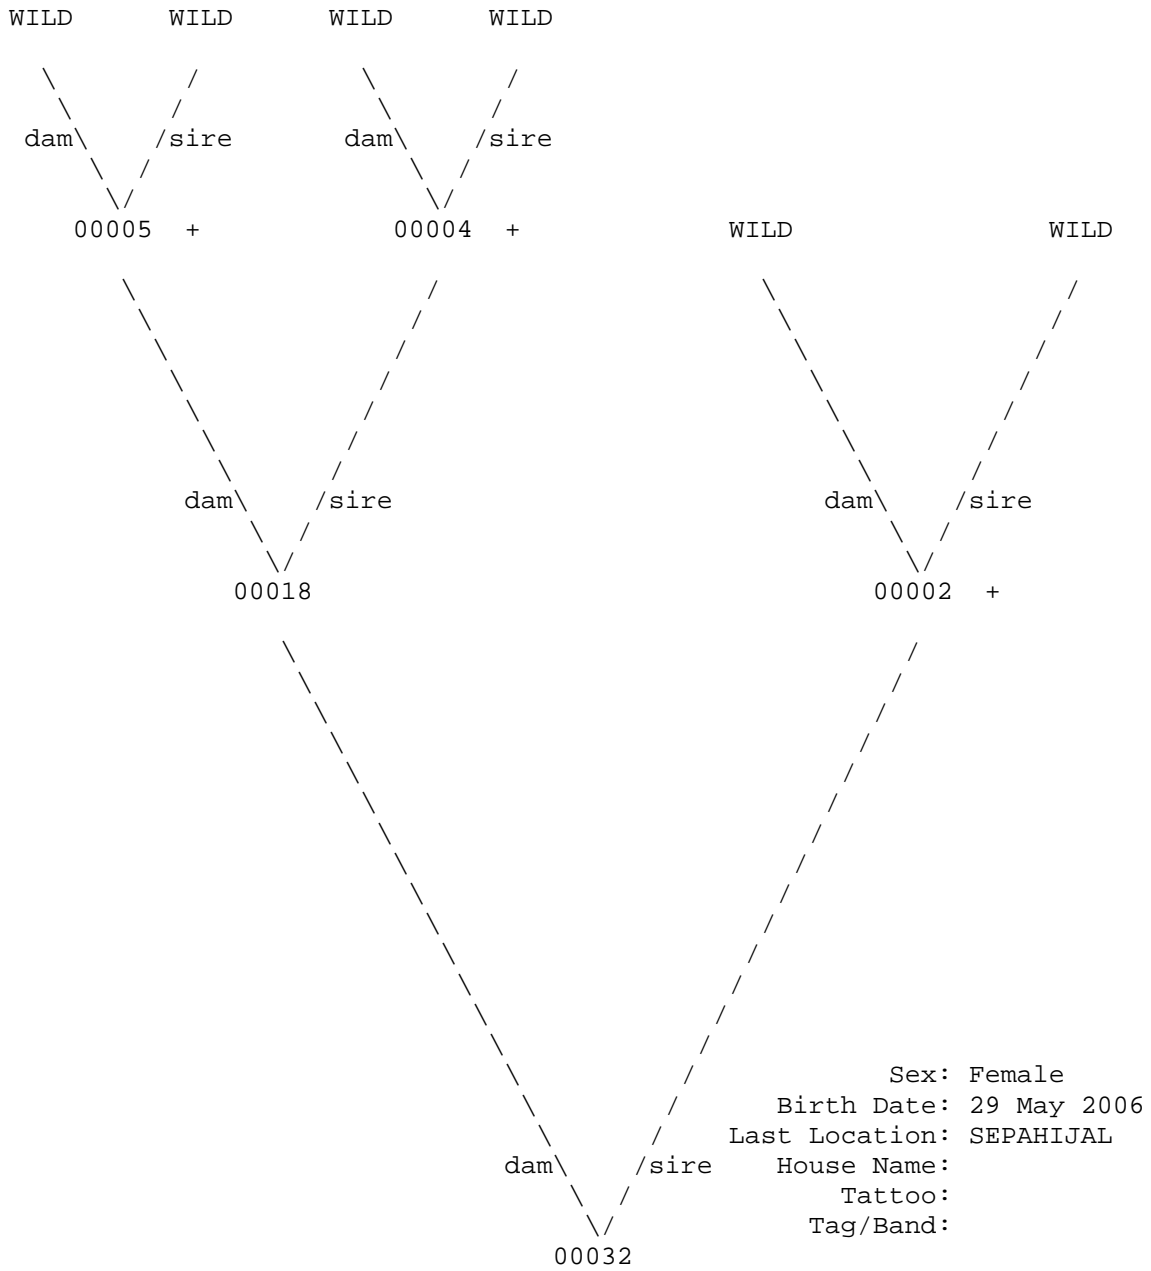 WILD WILD WILD WILD
dam sire dam sire
00005 + 00004 + WILD WILD
dam sire dam sire
00018 00002 +
Sex: Female
Birth Date: 29 May 2006
Last Location: SEPAHIJAL
dam sire House Name:
Tattoo:
Tag/Band:
00032